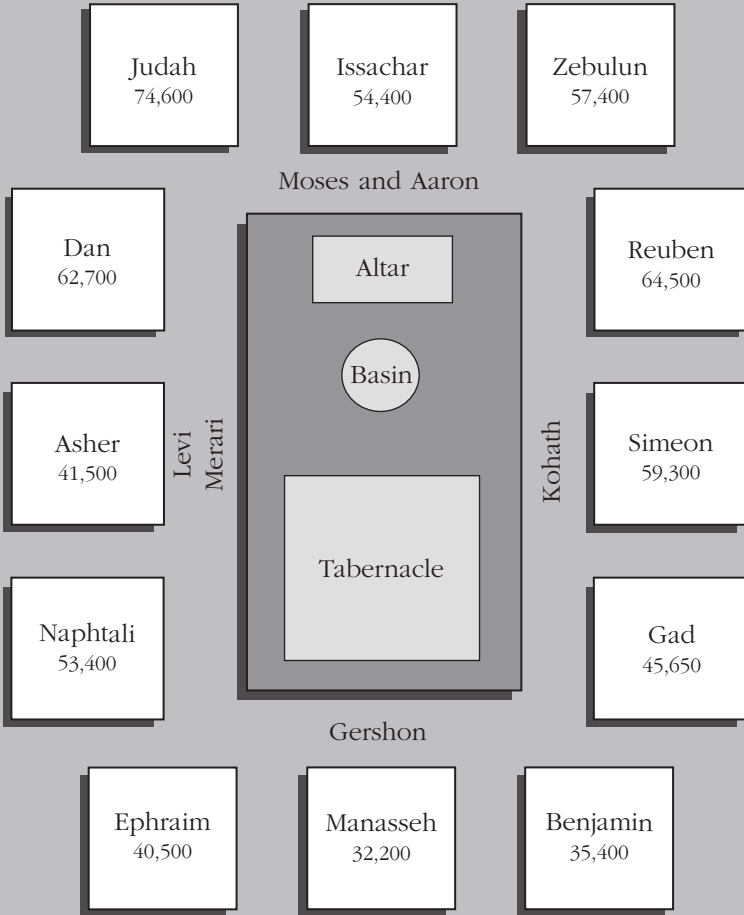 Judah
74,600
Issachar
54,400
Zebulun
57,400
Moses and Aaron
Dan
62,700
Altar
Reuben
64,500
Basin
Asher
41,500
Levi
Merari
Kohath
Simeon
59,300
Tabernacle
Naphtali
53,400
Gad
45,650
Gershon
Ephraim
40,500
Manasseh
32,200
Benjamin
35,400